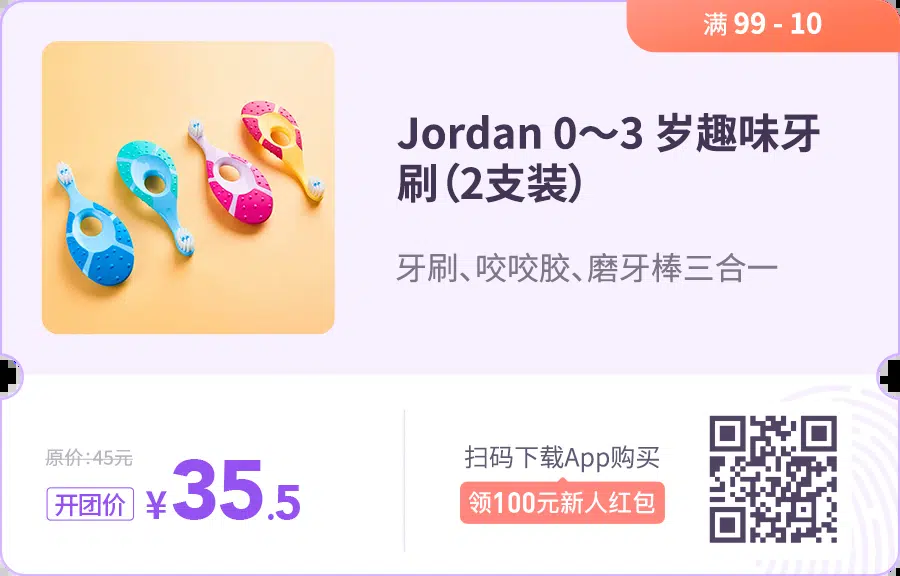 满 99 - 10
Jordan 0～3 岁趣味牙
刷（2支装）
牙刷、咬咬胶、磨牙棒三合一
原价:45元
开团价 ¥35.5
扫码下载App购买
领100元新人红包